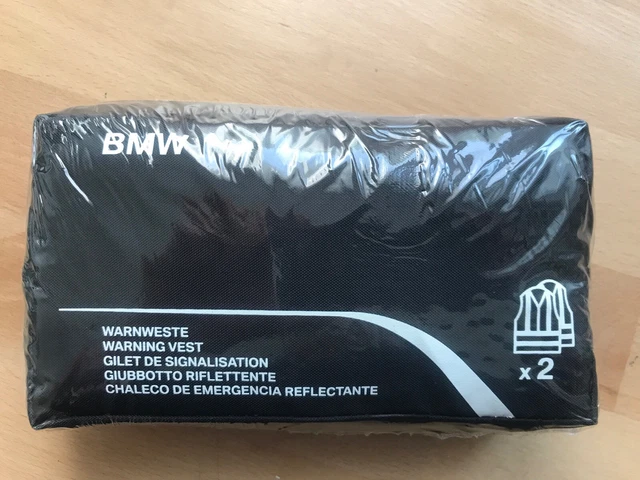 BMW
WARNWESTE
WARNING VEST
GILET DE SIGNALISATION
GIUBBOTTO RIFLETTENTE
CHALECO DE EMERGENCIA REFLECTANTE
x 2